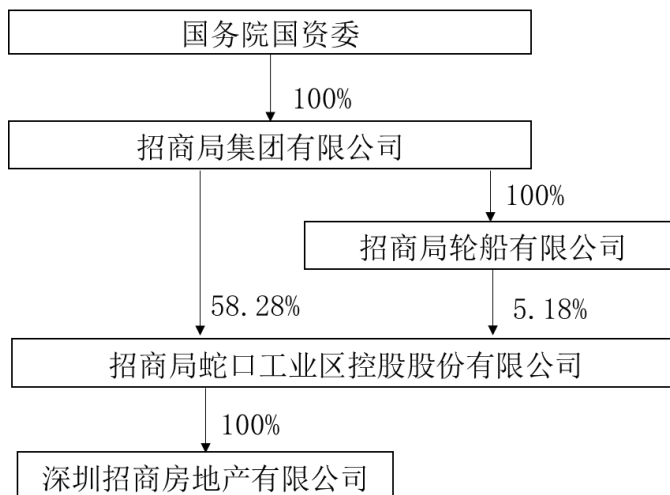 国务院国资委
100%
招商局集团有限公司
100%
招商局轮船有限公司
58.28%
5.18%
招商局蛇口工业区控股股份有限公司
100%
深圳招商房地产有限公司